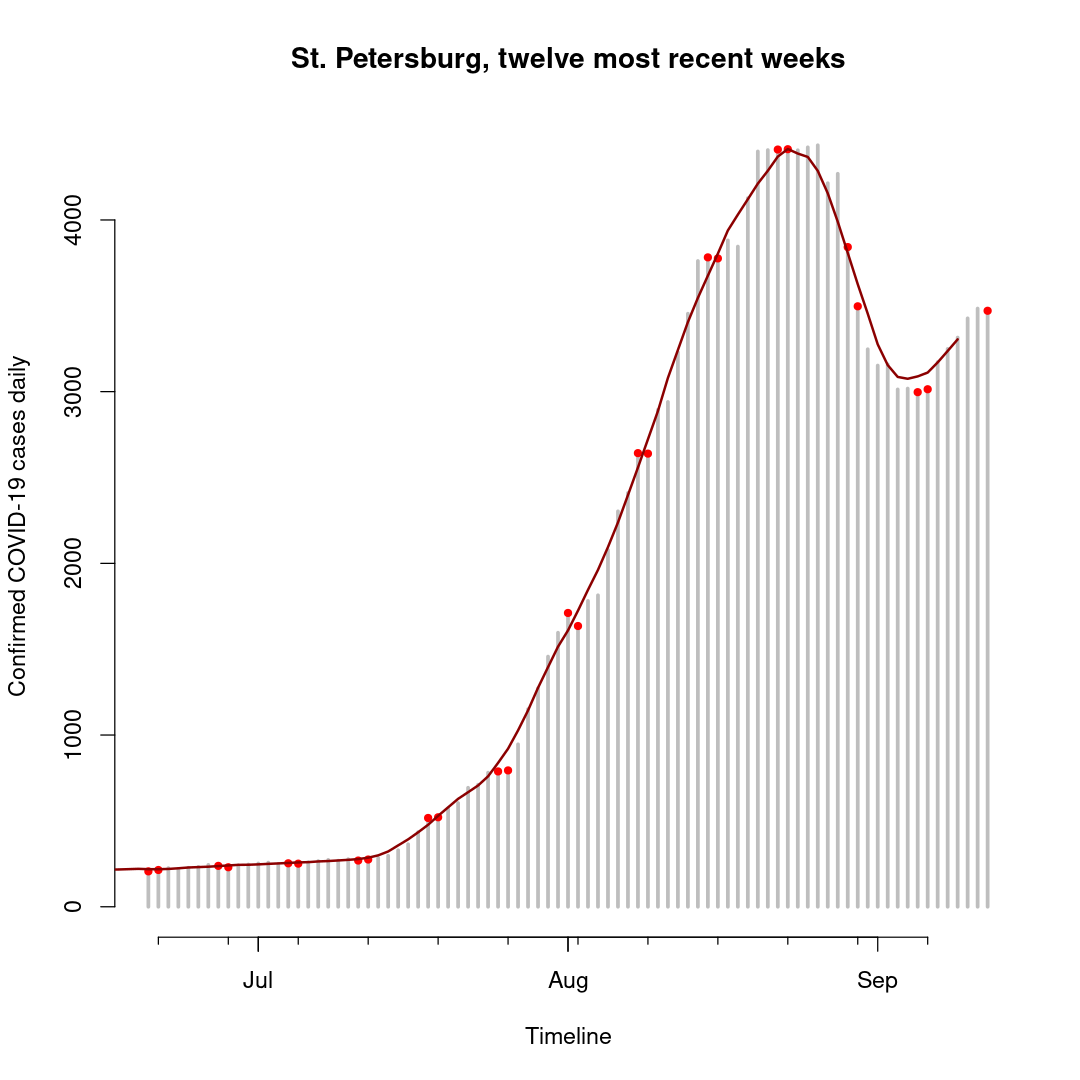 St. Petersburg, twelve most recent weeks
Confirmed COVID-19 cases daily
4000
3000
2000
1000
0
Jul Aug Sep
Timeline